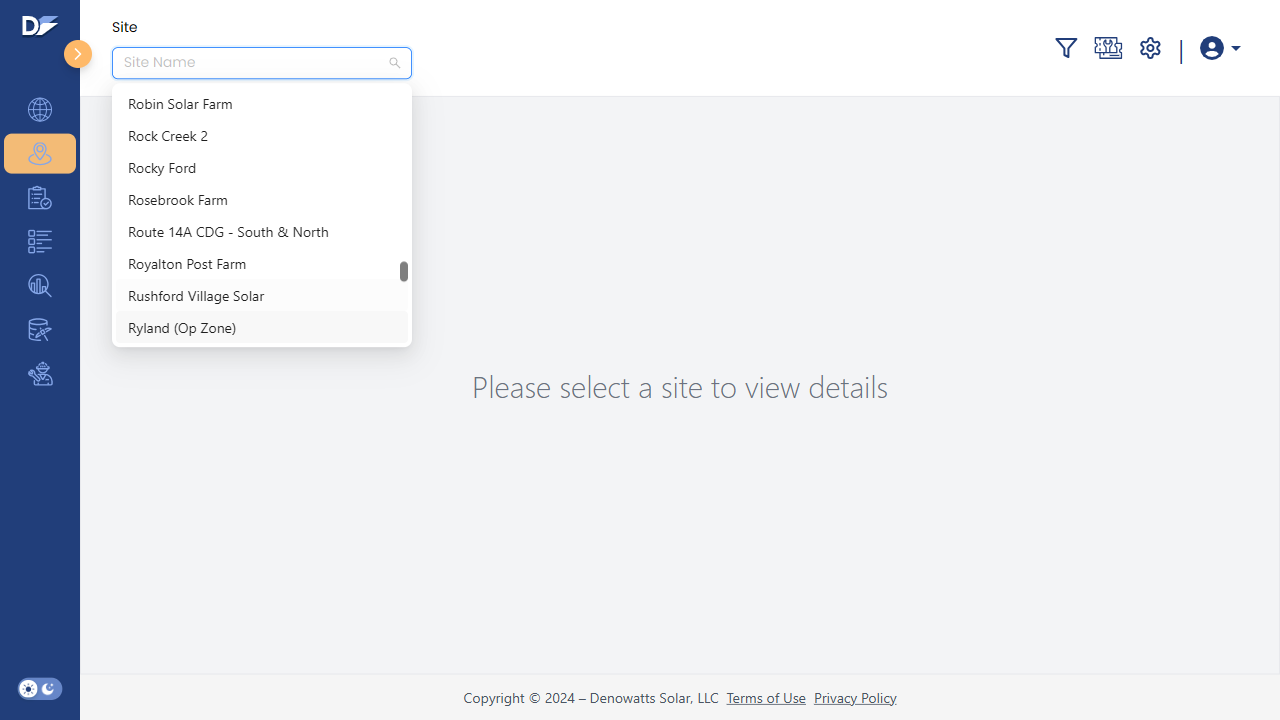 Site
Site Name
Robin Solar Farm
Rock Creek 2
Rocky Ford
Rosebrook Farm
Route 14A CDG - South & North
Royalton Post Farm
Rushford Village Solar
Ryland (Op Zone)
Please select a site to view details
Copyright © 2024 – Denowatts Solar, LLC Terms of Use Privacy Policy